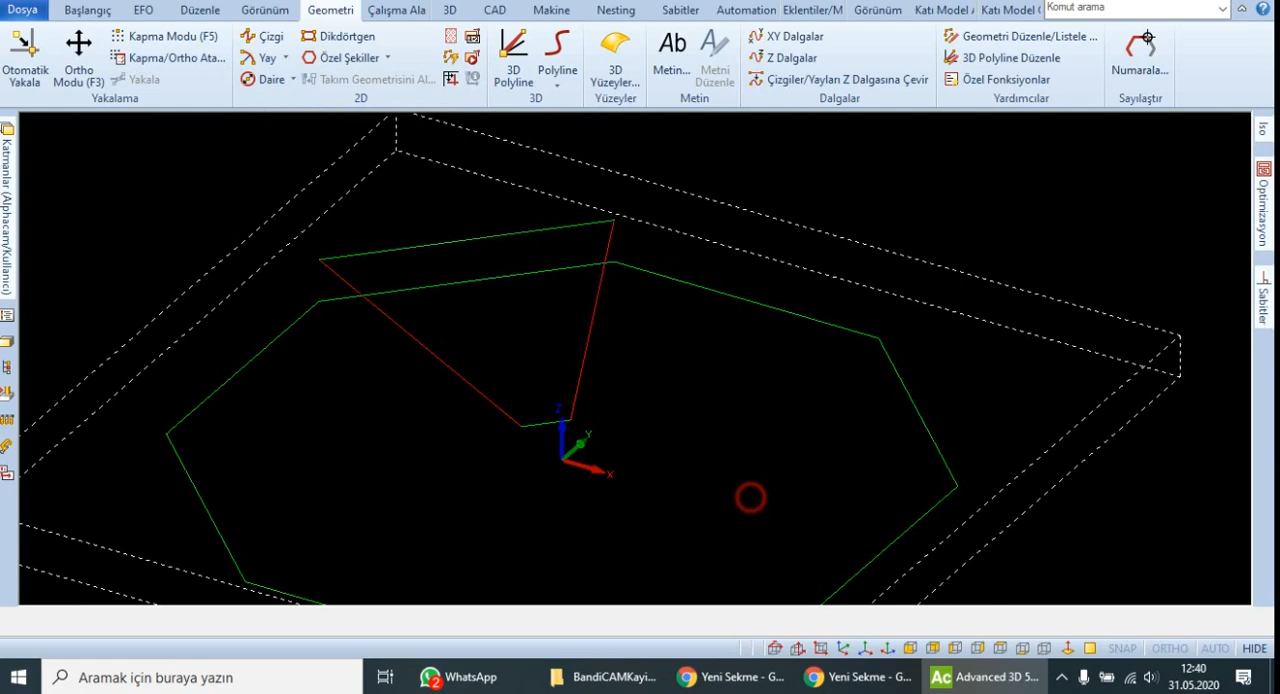 Dosya Başlangıç EFO Düzenle Görünüm Geometri Çalışma Ala 3D CAD Makine Nesting Sabitler Automation Eklentiler/M Görünüm Katı Model A Katı Model ( Komut arama
Otomatik Yakala
Ortho Modu (F3)
Kapma Modu (F5)
Kapma/Ortho Ata...
Yakala
Yakalama
Çizgi
Yay
Daire
Dikdörtgen
Özel Şekiller
Takım Geometrisini Al...
2D
3D Polyline
Polyline
3D
3D Yüzeyler...
Yüzeyler
Metin...
Metni Düzenle
Metin
XY Dalgalar
Z Dalgalar
Çizgiler/Yayları Z Dalgasına Çevir
Dalgalar
Geometri Düzenle/Listele ...
3D Polyline Düzenle
Özel Fonksiyonlar
Yardımcılar
Numarala...
Sayılaştır
Katmanlar (Alphacam/Kullanıcı)
Iso
Optimizasyon
Sabitler
Z
Y
X
SNAP ORTHO AUTO HIDE
Aramak için buraya yazın
2
WhatsApp
BandiCAMKayi...
Yeni Sekme - G...
Yeni Sekme - G...
Ac
Advanced 3D 5...
12:40
31.05.2020